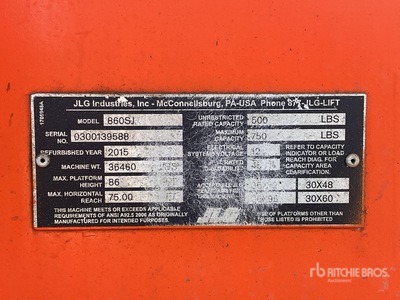 JLG Industries, Inc - McConnellsburg, PA-USA Phone 877-JLG-LIFT
1706948A
MODEL 860SJ
SERIAL NO. 0300139588
REFURBISHED YEAR 2015
MACHINE WT. 36460
MAX. PLATFORM HEIGHT 86
MAX. HORIZONTAL REACH 75.00
THIS MACHINE MEETS OR EXCEEDS APPLICABLE
REQUIREMENTS OF ANSI A92.5 2006 AS ORIGINALLY
MANUFACTURED FOR INTENDED PURPOSES.
UNRESTRICTED RATED CAPACITY 500 LBS
MAXIMUM CAPACITY 750 LBS
ELECTRICAL SYSTEMS VOLTAGE 12
REFER TO CAPACITY
INDICATOR OR LOAD
REACH DIAG. FOR
CAPACITY AREA
CLARIFICATION.
30X48
30X60
JLG
USE OF PLATFORMS OTHER THAN
THOSE LISTED IS PROHIBITED
rb RITCHIE BROS.
Auctioneers